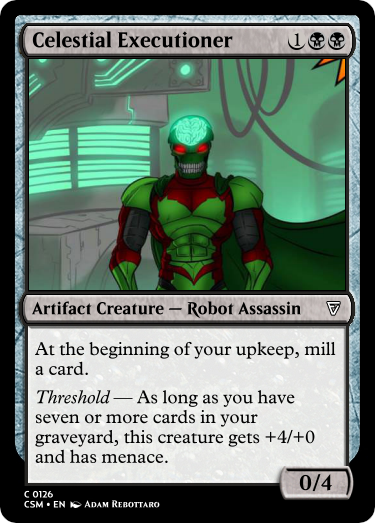 Celestial Executioner 1
Artifact Creature — Robot Assassin
At the beginning of your upkeep, mill
a card.
Threshold — As long as you have
seven or more cards in your
graveyard, this creature gets +4/+0
and has menace.
0/4
C 0126
CSM • EN Adam Rebottaro